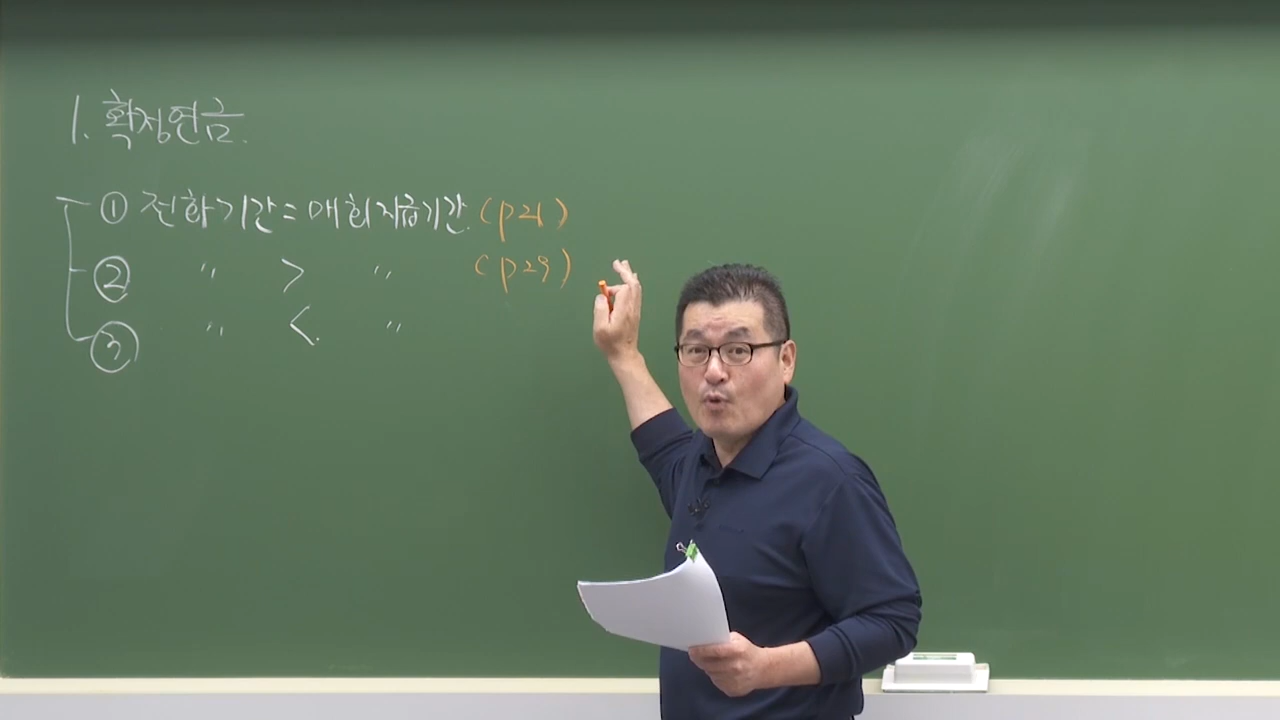 1. 확정연금.
① 전화기간 = 매회 지급기간. (p21)
② 〃 > 〃 (p29)
③ 〃 < 〃